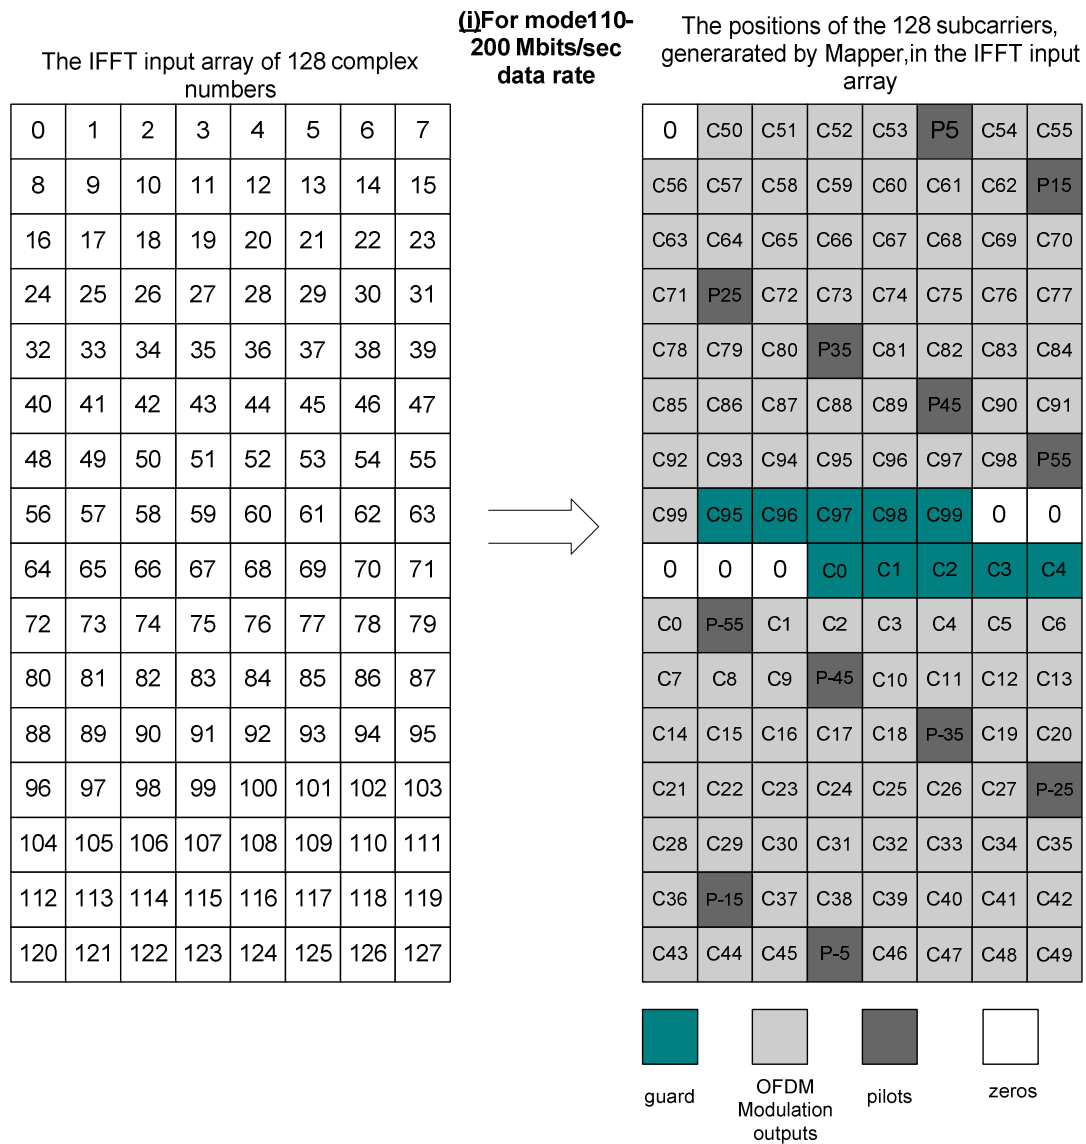 (i)For mode110-
200 Mbits/sec
data rate
The IFFT input array of 128 complex
numbers
0 1 2 3 4 5 6 7
8 9 10 11 12 13 14 15
16 17 18 19 20 21 22 23
24 25 26 27 28 29 30 31
32 33 34 35 36 37 38 39
40 41 42 43 44 45 46 47
48 49 50 51 52 53 54 55
56 57 58 59 60 61 62 63
64 65 66 67 68 69 70 71
72 73 74 75 76 77 78 79
80 81 82 83 84 85 86 87
88 89 90 91 92 93 94 95
96 97 98 99 100 101 102 103
104 105 106 107 108 109 110 111
112 113 114 115 116 117 118 119
120 121 122 123 124 125 126 127
The positions of the 128 subcarriers,
generarated by Mapper,in the IFFT input
array
0 C50 C51 C52 C53 P5 C54 C55
C56 C57 C58 C59 C60 C61 C62 P15
C63 C64 C65 C66 C67 C68 C69 C70
C71 P25 C72 C73 C74 C75 C76 C77
C78 C79 C80 P35 C81 C82 C83 C84
C85 C86 C87 C88 C89 P45 C90 C91
C92 C93 C94 C95 C96 C97 C98 P55
C99 C95 C96 C97 C98 C99 0 0
0 0 0 C0 C1 C2 C3 C4
C0 P-55 C1 C2 C3 C4 C5 C6
C7 C8 C9 P-45 C10 C11 C12 C13
C14 C15 C16 C17 C18 P-35 C19 C20
C21 C22 C23 C24 C25 C26 C27 P-25
C28 C29 C30 C31 C32 C33 C34 C35
C36 P-15 C37 C38 C39 C40 C41 C42
C43 C44 C45 P-5 C46 C47 C48 C49
guard
OFDM
Modulation
outputs
pilots
zeros